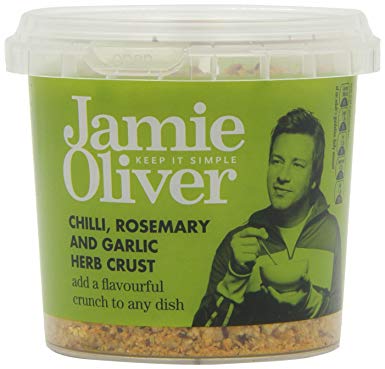 Jamie
KEEP IT SIMPLE
Oliver
CHILLI, ROSEMARY
AND GARLIC
HERB CRUST
add a flavourful
crunch to any dish